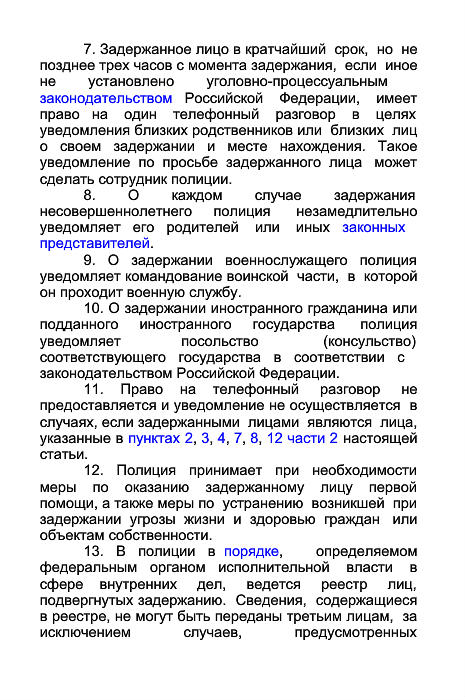 7. Задержанное лицо в кратчайший срок, но не
позднее трех часов с момента задержания, если иное
не установлено уголовно-процессуальным
законодательством Российской Федерации, имеет
право на один телефонный разговор в целях
уведомления близких родственников или близких лиц
о своем задержании и месте нахождения. Такое
уведомление по просьбе задержанного лица может
сделать сотрудник полиции.
8. О каждом случае задержания
несовершеннолетнего полиция незамедлительно
уведомляет его родителей или иных законных
представителей.
9. О задержании военнослужащего полиция
уведомляет командование воинской части, в которой
он проходит военную службу.
10. О задержании иностранного гражданина или
подданного иностранного государства полиция
уведомляет посольство (консульство)
соответствующего государства в соответствии с
законодательством Российской Федерации.
11. Право на телефонный разговор не
предоставляется и уведомление не осуществляется в
случаях, если задержанными лицами являются лица,
указанные в пунктах 2, 3, 4, 7, 8, 12 части 2 настоящей
статьи.
12. Полиция принимает при необходимости
меры по оказанию задержанному лицу первой
помощи, а также меры по устранению возникшей при
задержании угрозы жизни и здоровью граждан или
объектам собственности.
13. В полиции в порядке, определяемом
федеральным органом исполнительной власти в
сфере внутренних дел, ведется реестр лиц,
подвергнутых задержанию. Сведения, содержащиеся
в реестре, не могут быть переданы третьим лицам, за
исключением случаев, предусмотренных